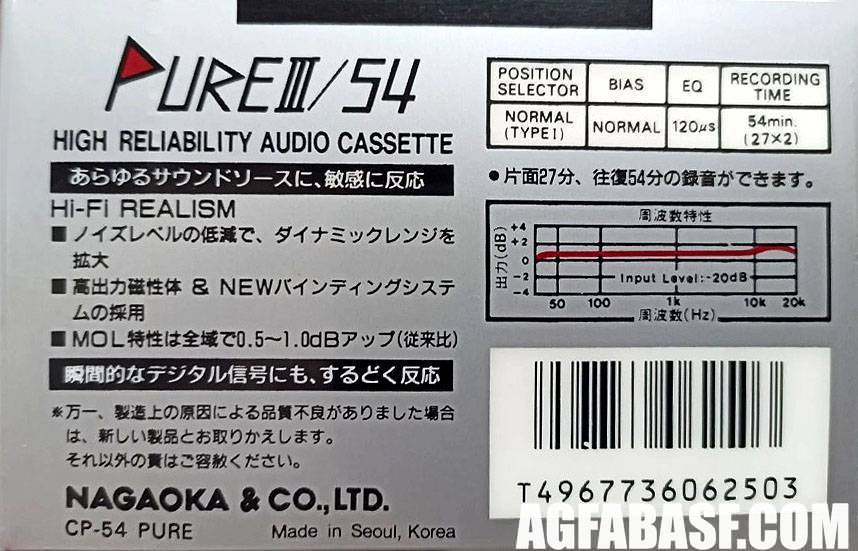 PUREⅢ/54
HIGH RELIABILITY AUDIO CASSETTE
あらゆるサウンドソースに、敏感に反応
Hi-Fi REALISM
■ノイズレベルの低減で、ダイナミックレンジを
拡大
■高出力磁性体 & NEWバインディングシステ
ムの採用
■MOL特性は全域で0.5〜1.0dBアップ(従来比)
瞬間的なデジタル信号にも、するどく反応
※万一、製造上の原因による品質不良がありました場合
は、新しい製品とお取りかえします。
それ以外の責はご容赦ください。
NAGAOKA & CO.,LTD.
CP-54 PURE Made in Seoul, Korea
POSITION SELECTOR BIAS EQ RECORDING TIME
NORMAL (TYPE I) NORMAL 120μs 54min. (27×2)
●片面27分、往復54分の録音ができます。
周波数特性
出力(dB)
+4
+2
0
-2
-4
Input Level:-20dB
50 100 1k 10k 20k
周波数(Hz)
T4967736062503
AGFABASF.COM